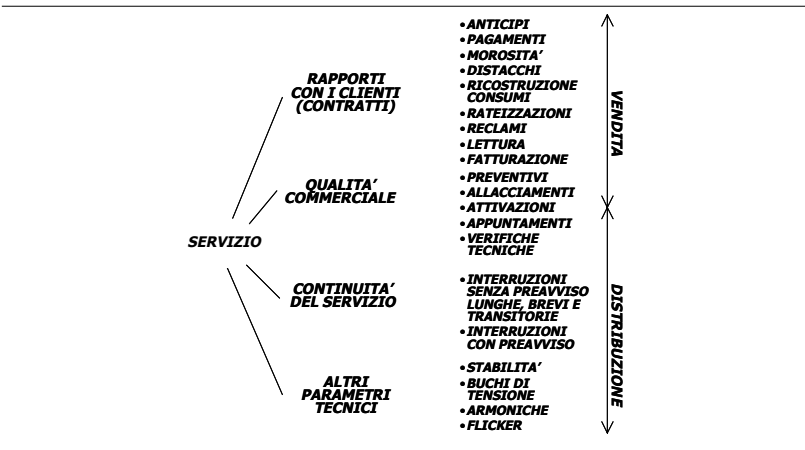 SERVIZIO
RAPPORTI
CON I CLIENTI
(CONTRATTI)
QUALITA'
COMMERCIALE
CONTINUITA'
DEL SERVIZIO
ALTRI
PARAMETRI
TECNICI
• ANTICIPI
• PAGAMENTI
• MOROSITA'
• DISTACCHI
• RICOSTRUZIONE
CONSUMI
• RATEIZZAZIONI
• RECLAMI
• LETTURA
• FATTURAZIONE
• PREVENTIVI
• ALLACCIAMENTI
• ATTIVAZIONI
• APPUNTAMENTI
• VERIFICHE
TECNICHE
• INTERRUZIONI
SENZA PREAVVISO
LUNGHE, BREVI E
TRANSITORIE
• INTERRUZIONI
CON PREAVVISO
• STABILITA'
• BUCHI DI
TENSIONE
• ARMONICHE
• FLICKER
VENDITA
DISTRIBUZIONE